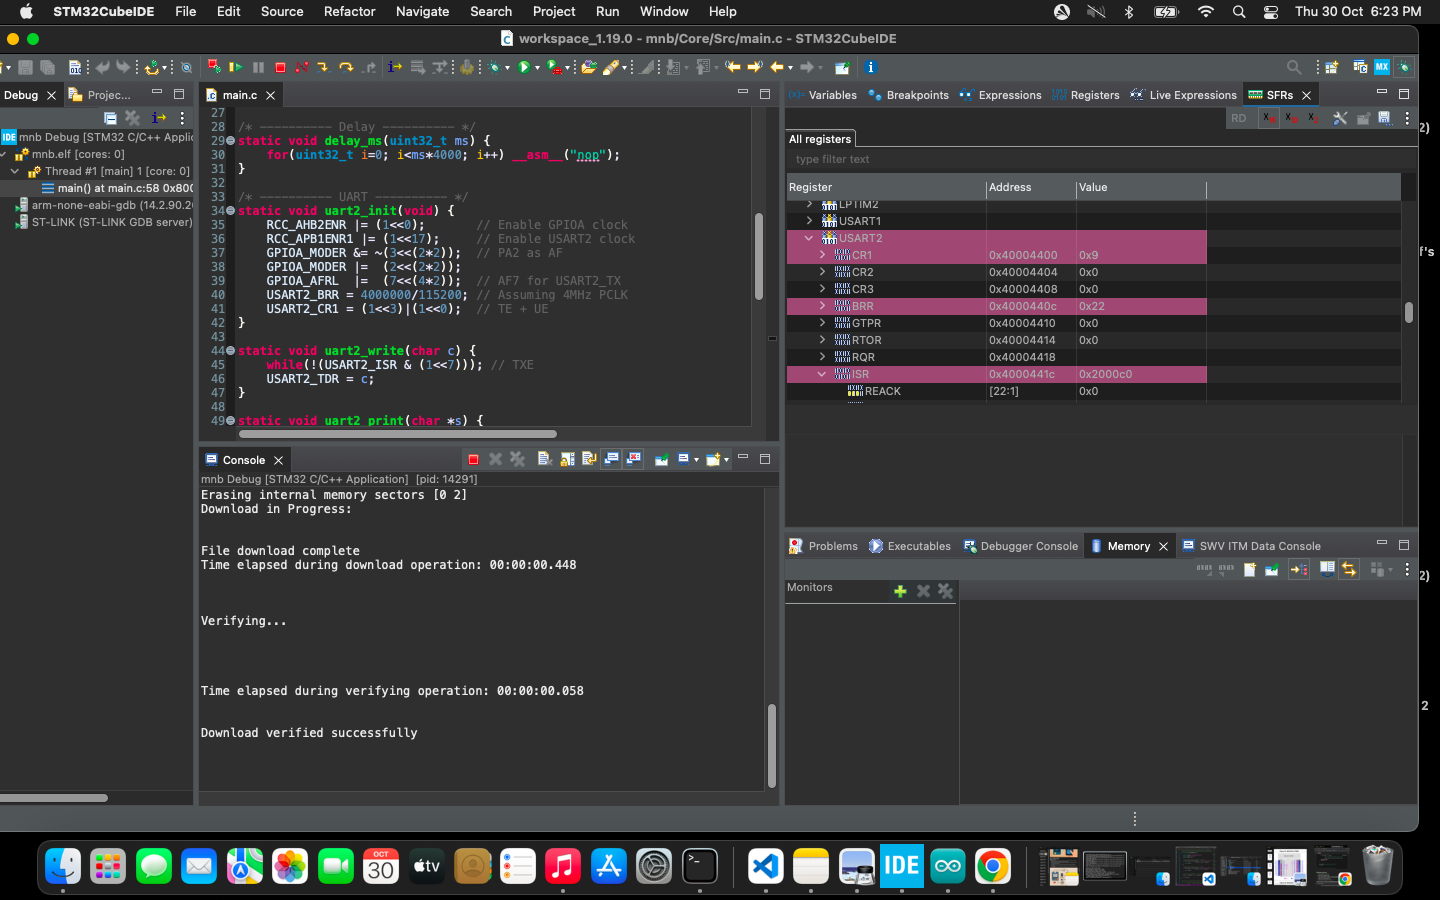 STM32CubeIDE File Edit Source Refactor Navigate Search Project Run Window Help Thu 30 Oct 6:23 PM
workspace_1.19.0 - mnb/Core/Src/main.c - STM32CubeIDE
Debug Projec...
mnb Debug [STM32 C/C++ Applic
mnb.elf [cores: 0]
Thread #1 [main] 1 [core: 0]
main() at main.c:58 0x800
arm-none-eabi-gdb (14.2.90.20
ST-LINK (ST-LINK GDB server)
main.c
27
28 /* ---------- Delay ---------- */
29 static void delay_ms(uint32_t ms) {
30 for(uint32_t i=0; i<ms*4000; i++) __asm__("nop");
31 }
32
33 /* ---------- UART ---------- */
34 static void uart2_init(void) {
35 RCC_AHB2ENR |= (1<<0); // Enable GPIOA clock
36 RCC_APB1ENR1 |= (1<<17); // Enable USART2 clock
37 GPIOA_MODER &= ~(3<<(2*2)); // PA2 as AF
38 GPIOA_MODER |= (2<<(2*2));
39 GPIOA_AFRL |= (7<<(4*2)); // AF7 for USART2_TX
40 USART2_BRR = 4000000/115200; // Assuming 4MHz PCLK
41 USART2_CR1 = (1<<3)|(1<<0); // TE + UE
42 }
43
44 static void uart2_write(char c) {
45 while(!(USART2_ISR & (1<<7))); // TXE
46 USART2_TDR = c;
47 }
48
49 static void uart2_print(char *s) {
Console
mnb Debug [STM32 C/C++ Application] [pid: 14291]
Erasing internal memory sectors [0 2]
Download in Progress:
File download complete
Time elapsed during download operation: 00:00:00.448
Verifying...
Time elapsed during verifying operation: 00:00:00.058
Download verified successfully
Variables Breakpoints Expressions Registers Live Expressions SFRs
RD
All registers
type filter text
Register Address Value
LPTIM2
USART1
USART2
CR1 0x40004400 0x9
CR2 0x40004404 0x0
CR3 0x40004408 0x0
BRR 0x4000440c 0x22
GTPR 0x40004410 0x0
RTOR 0x40004414 0x0
RQR 0x40004418
ISR 0x4000441c 0x2000c0
REACK [22:1] 0x0
Problems Executables Debugger Console Memory SWV ITM Data Console
Monitors
2)
f's
2)
2
OCT
30
tv
IDE